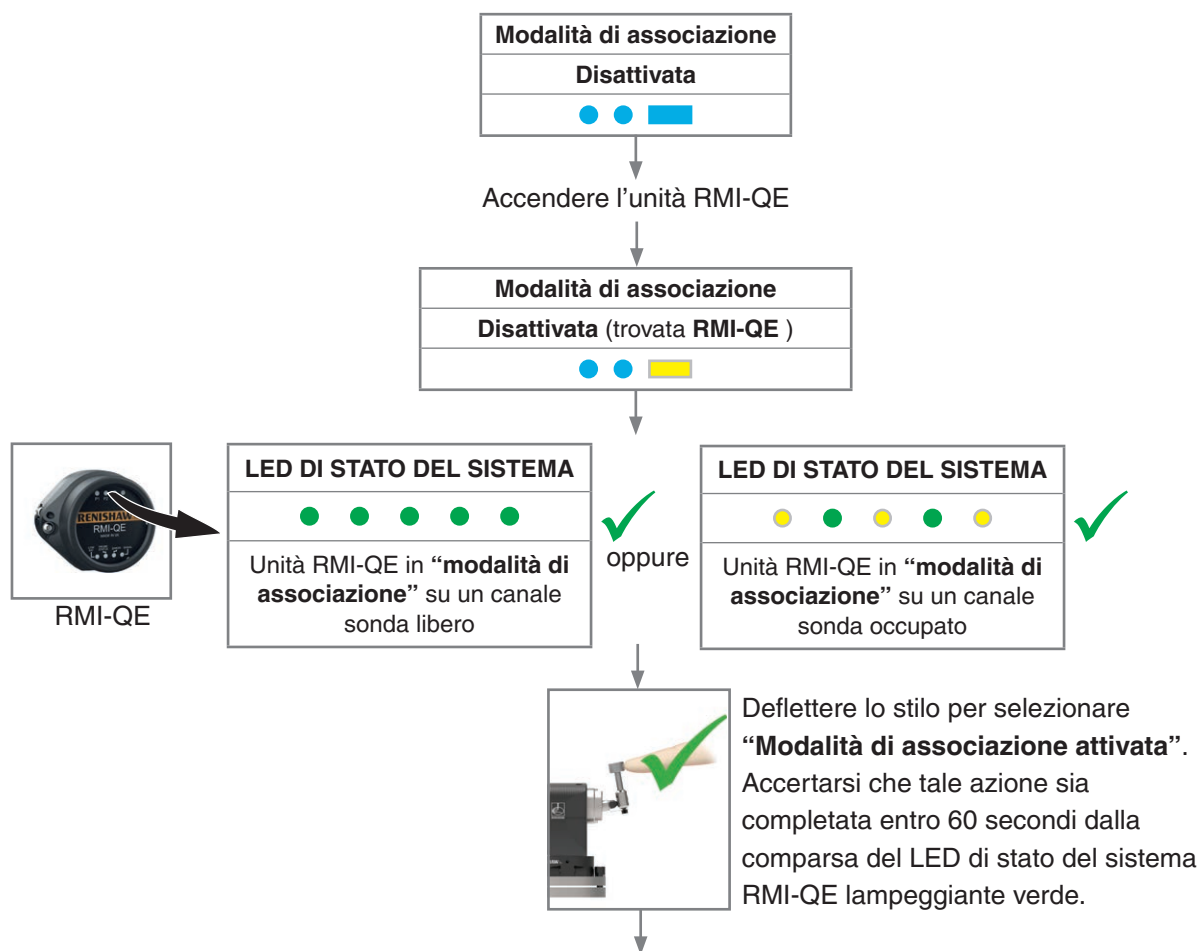 Modalità di associazione
Disattivata
Accendere l’unità RMI-QE
Modalità di associazione
Disattivata (trovata RMI-QE )
RENISHAW
RMI-QE
RMI-QE
LED DI STATO DEL SISTEMA
Unità RMI-QE in “modalità di
associazione” su un canale
sonda libero
oppure
LED DI STATO DEL SISTEMA
Unità RMI-QE in “modalità di
associazione” su un canale
sonda occupato
Deflettere lo stilo per selezionare
“Modalità di associazione attivata”.
Accertarsi che tale azione sia
completata entro 60 secondi dalla
comparsa del LED di stato del sistema
RMI-QE lampeggiante verde.